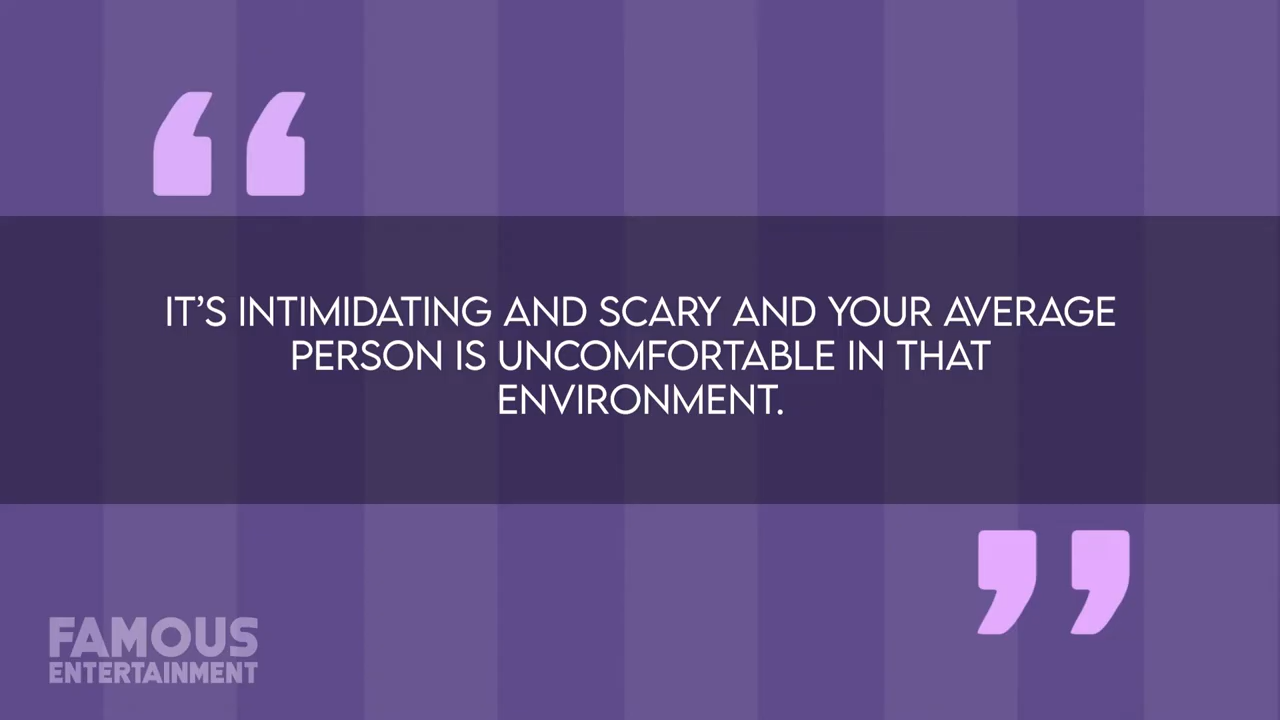 IT'S INTIMIDATING AND SCARY AND YOUR AVERAGE
PERSON IS UNCOMFORTABLE IN THAT
ENVIRONMENT.
FAMOUS
ENTERTAINMENT